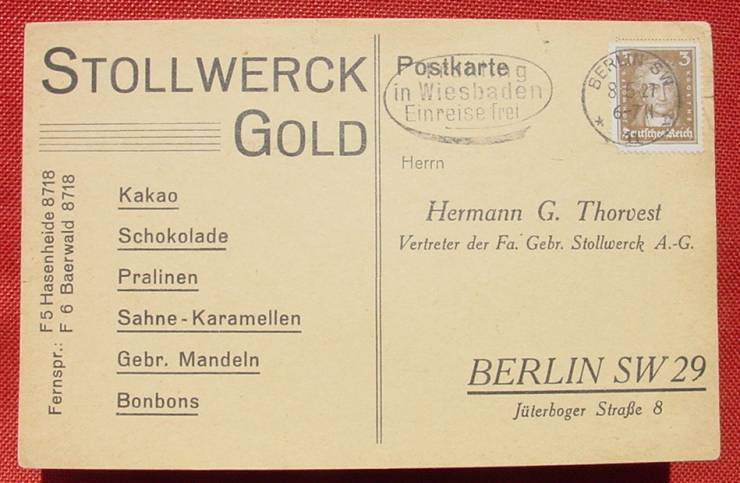 STOLLWERCK
GOLD
Fernspr.: F 5 Hasenheide 8718
F 6 Baerwald 8718
Kakao
Schokolade
Pralinen
Sahne-Karamellen
Gebr. Mandeln
Bonbons
Postkarte
in Wiesbaden
Einreise frei
BERLIN SW
3
Deutsches Reich
Herrn
Hermann G. Thorvest
Vertreter der Fa. Gebr. Stollwerck A.-G.
BERLIN SW 29
Jüterboger Straße 8